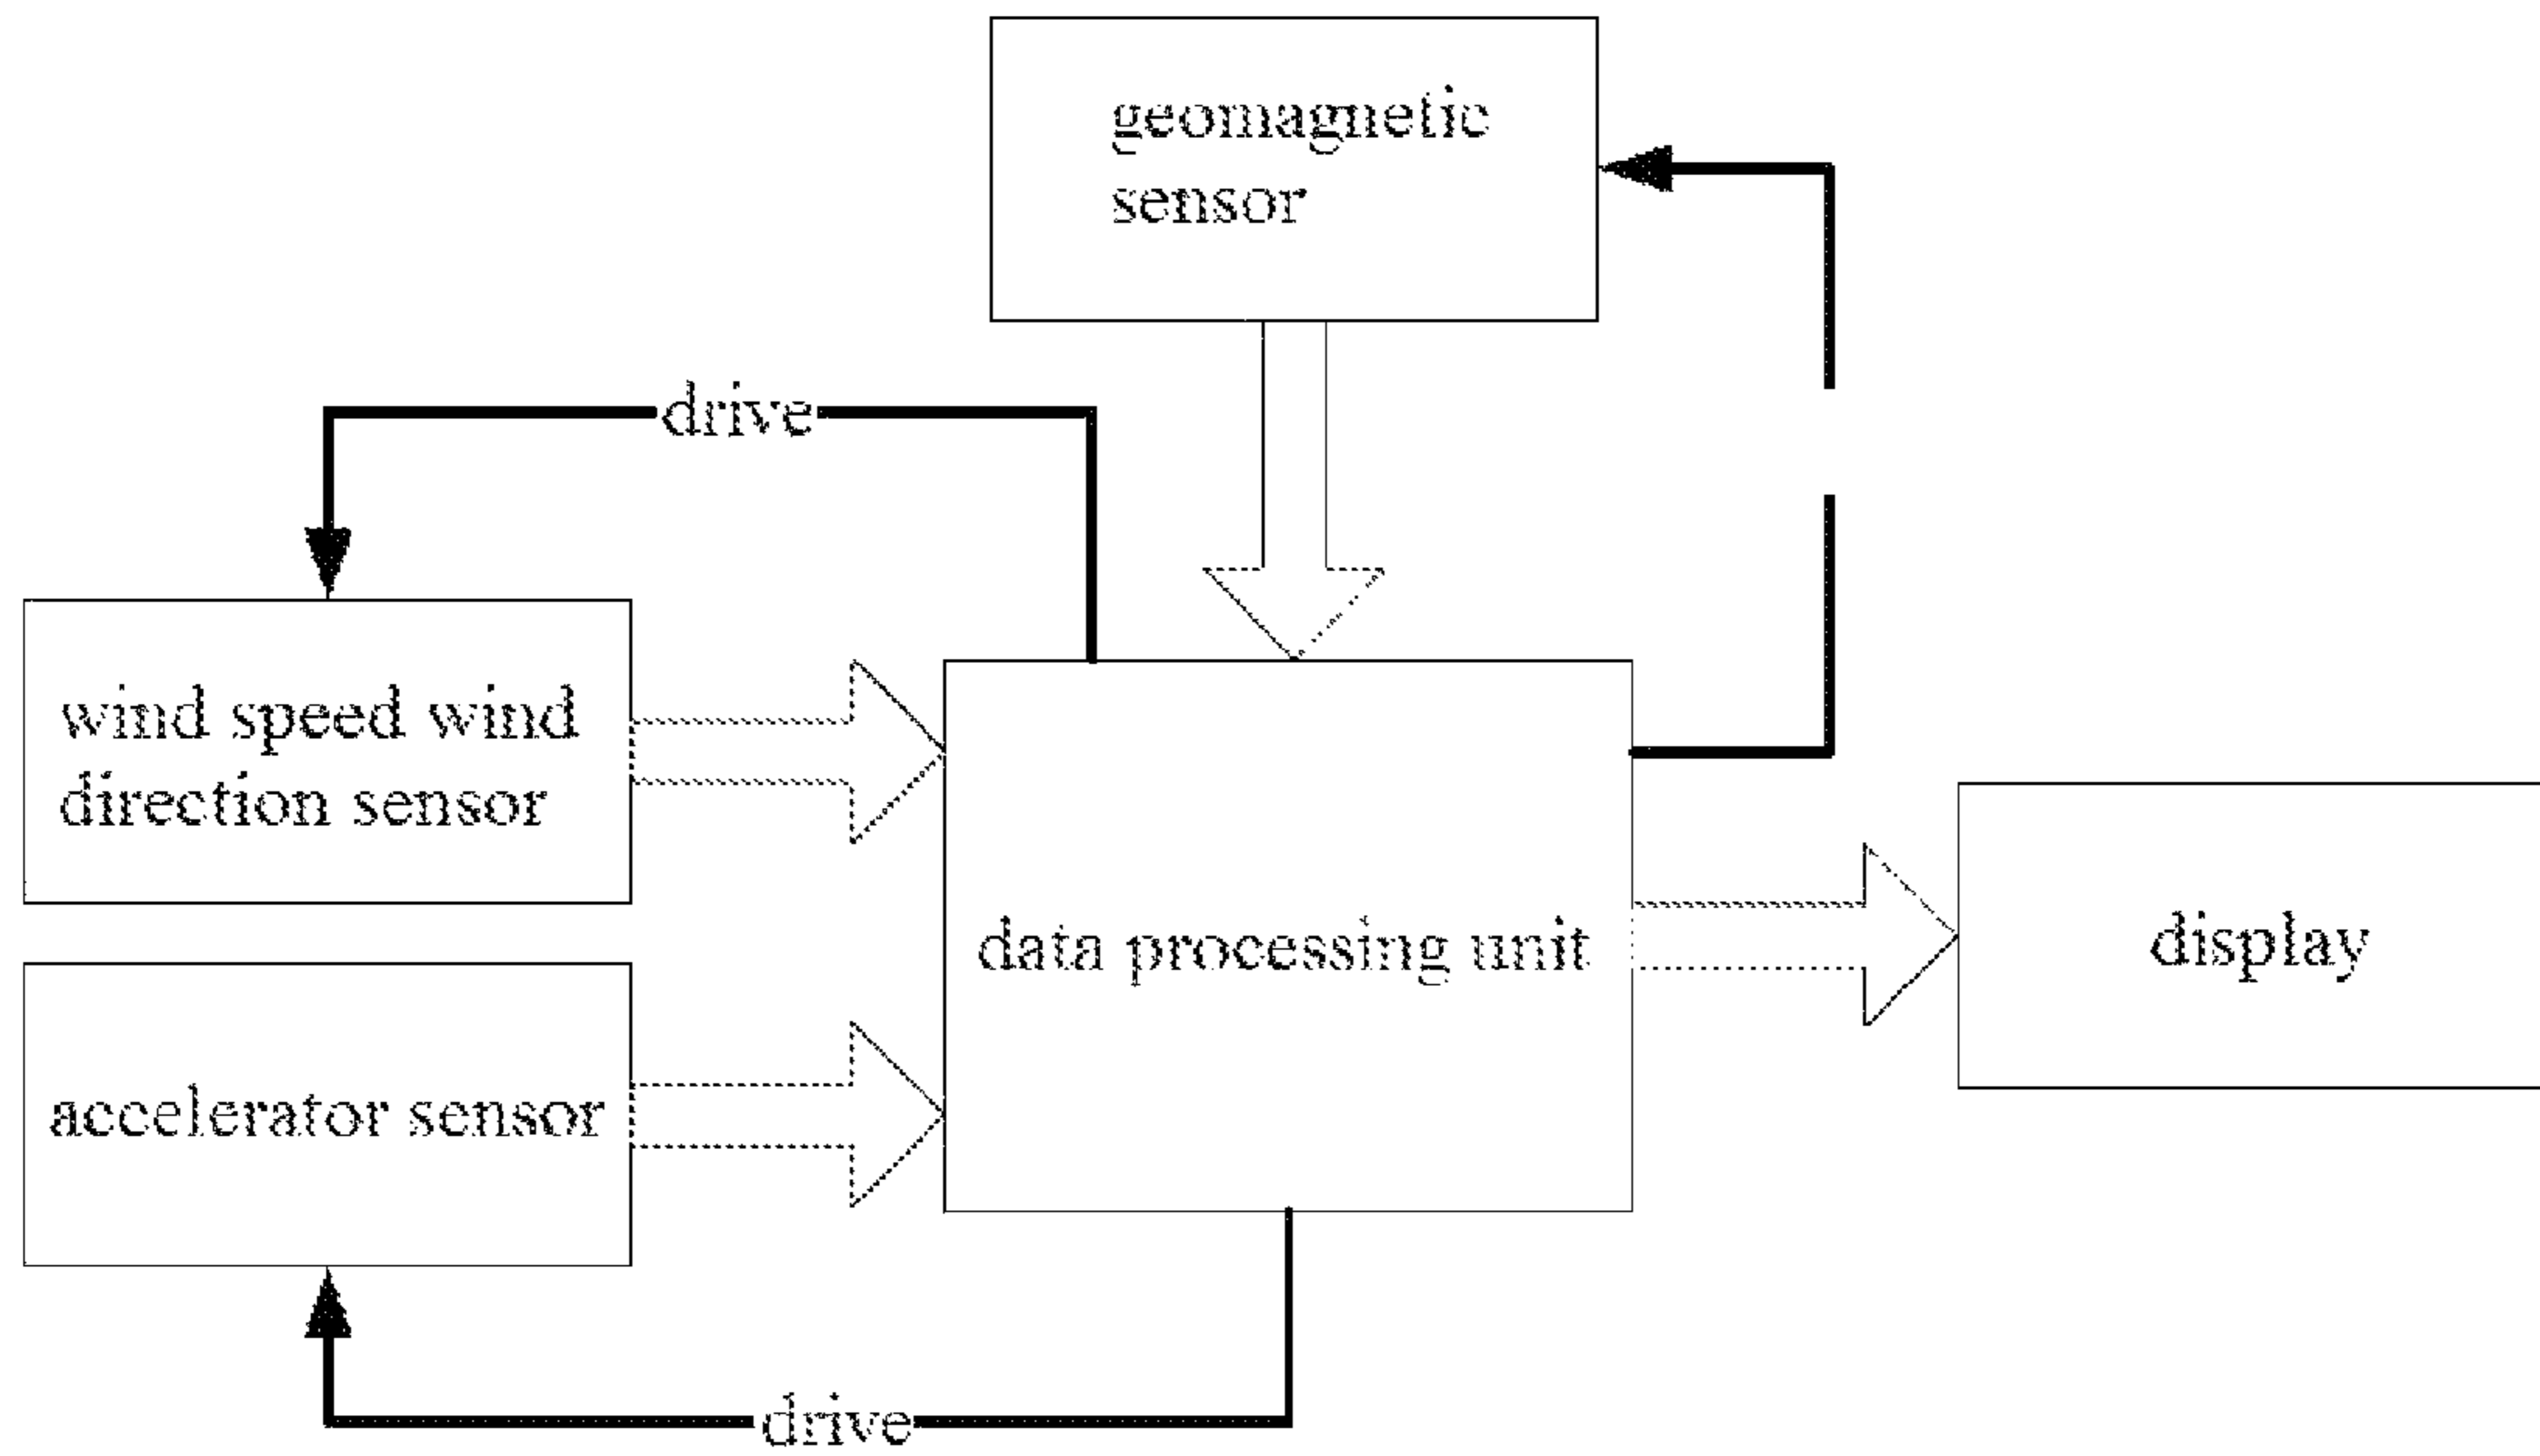 geomagnetic
sensor
drive
wind speed wind
direction sensor
data processing unit
display
accelerator sensor
drive